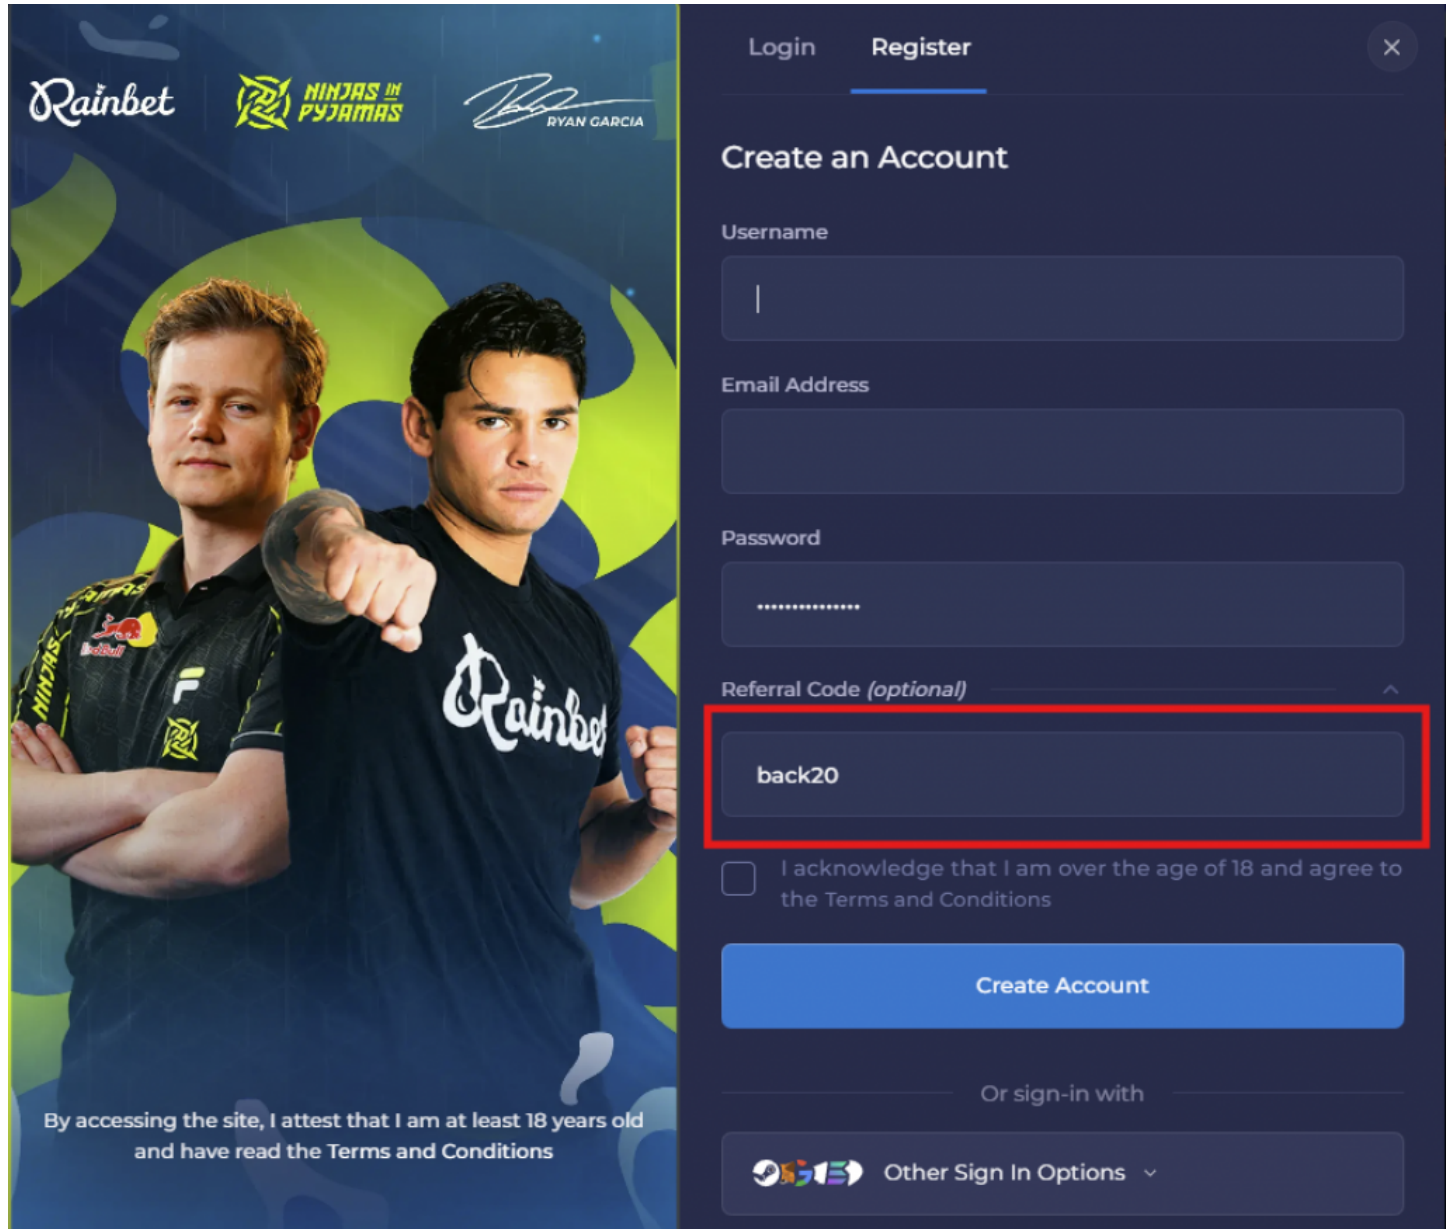 Rainbet
NINJAS IN
PYJAMAS
RYAN GARCIA
Red Bull
NINJAS
Rainbet
By accessing the site, I attest that I am at least 18 years old
and have read the Terms and Conditions
Login
Register
Create an Account
Username
Email Address
Password
•••••••••••••••
Referral Code (optional)
back20
I acknowledge that I am over the age of 18 and agree to
the Terms and Conditions
Create Account
Or sign-in with
Other Sign In Options